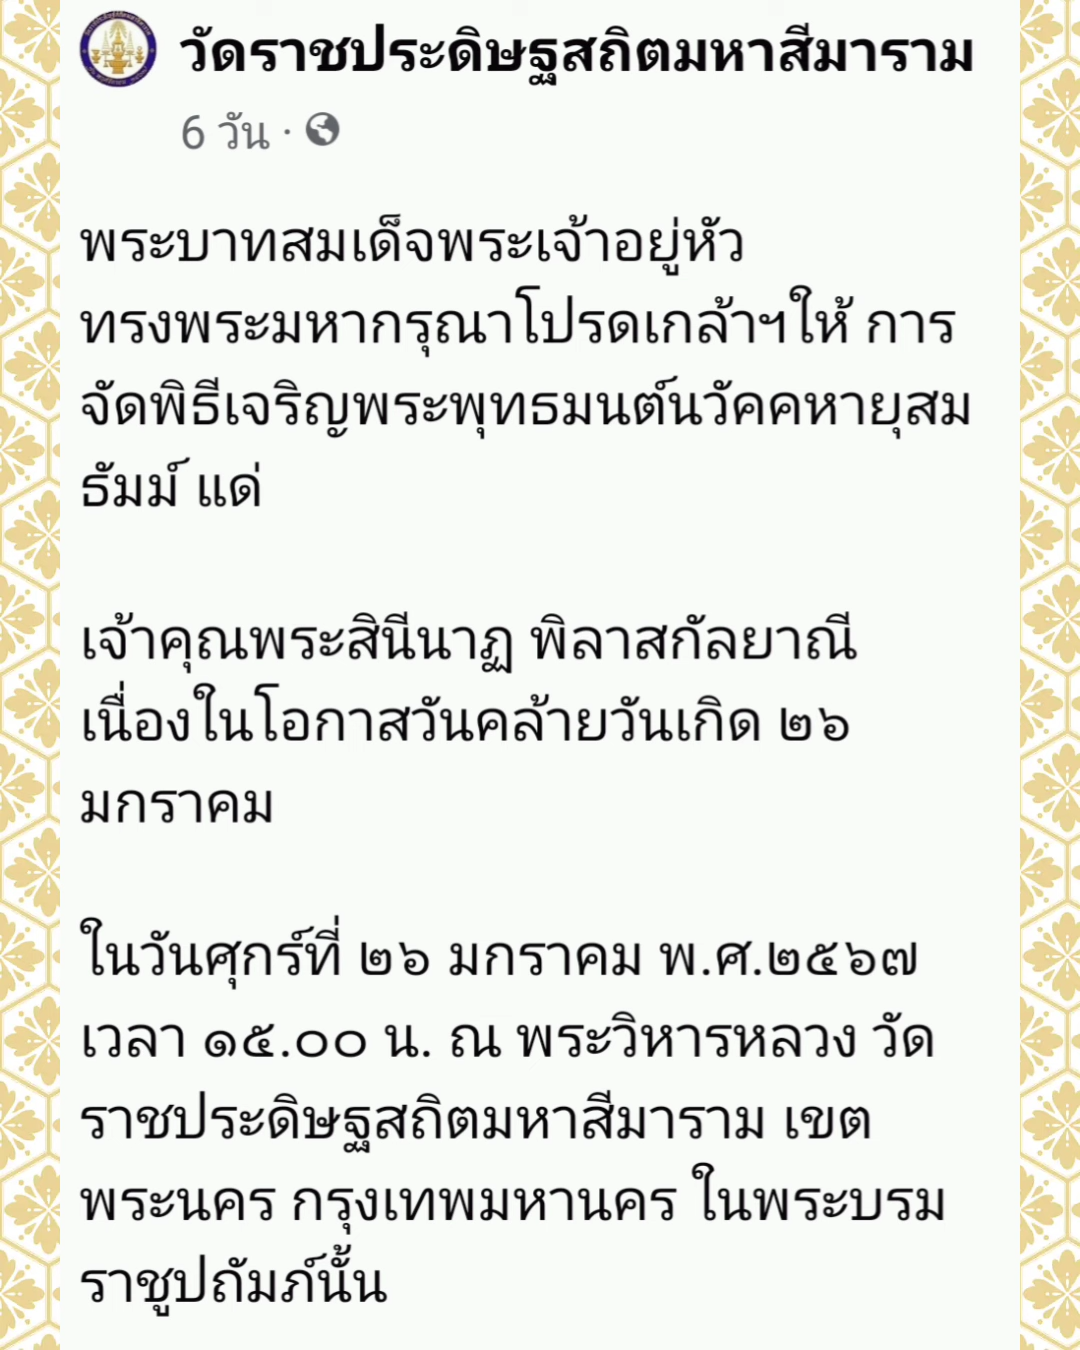 วัดราชประดิษฐสถิตมหาสีมาราม
6 วัน ·
พระบาทสมเด็จพระเจ้าอยู่หัว
ทรงพระมหากรุณาโปรดเกล้าฯให้ การ
จัดพิธีเจริญพระพุทธมนต์นวัคคหายุสม
ธัมม์ แด่
เจ้าคุณพระสินีนาฏ พิลาสกัลยาณี
เนื่องในโอกาสวันคล้ายวันเกิด ๒๖
มกราคม
ในวันศุกร์ที่ ๒๖ มกราคม พ.ศ.๒๕๖๗
เวลา ๑๕.๐๐ น. ณ พระวิหารหลวง วัด
ราชประดิษฐสถิตมหาสีมาราม เขต
พระนคร กรุงเทพมหานคร ในพระบรม
ราชูปถัมภ์นั้น